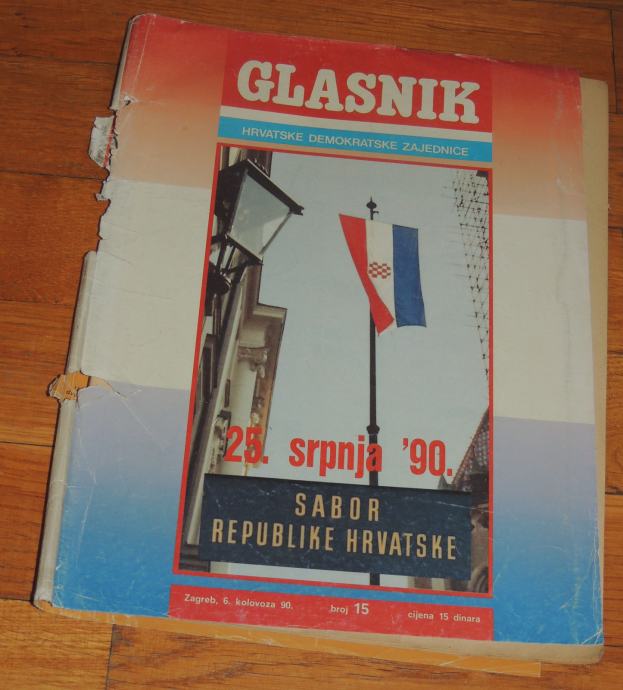 GLASNIK
HRVATSKE DEMOKRATSKE ZAJEDNICE
25. srpnja '90.
SABOR
REPUBLIKE HRVATSKE
Zagreb, 6. kolovoza 90. broj 15 cijena 15 dinara